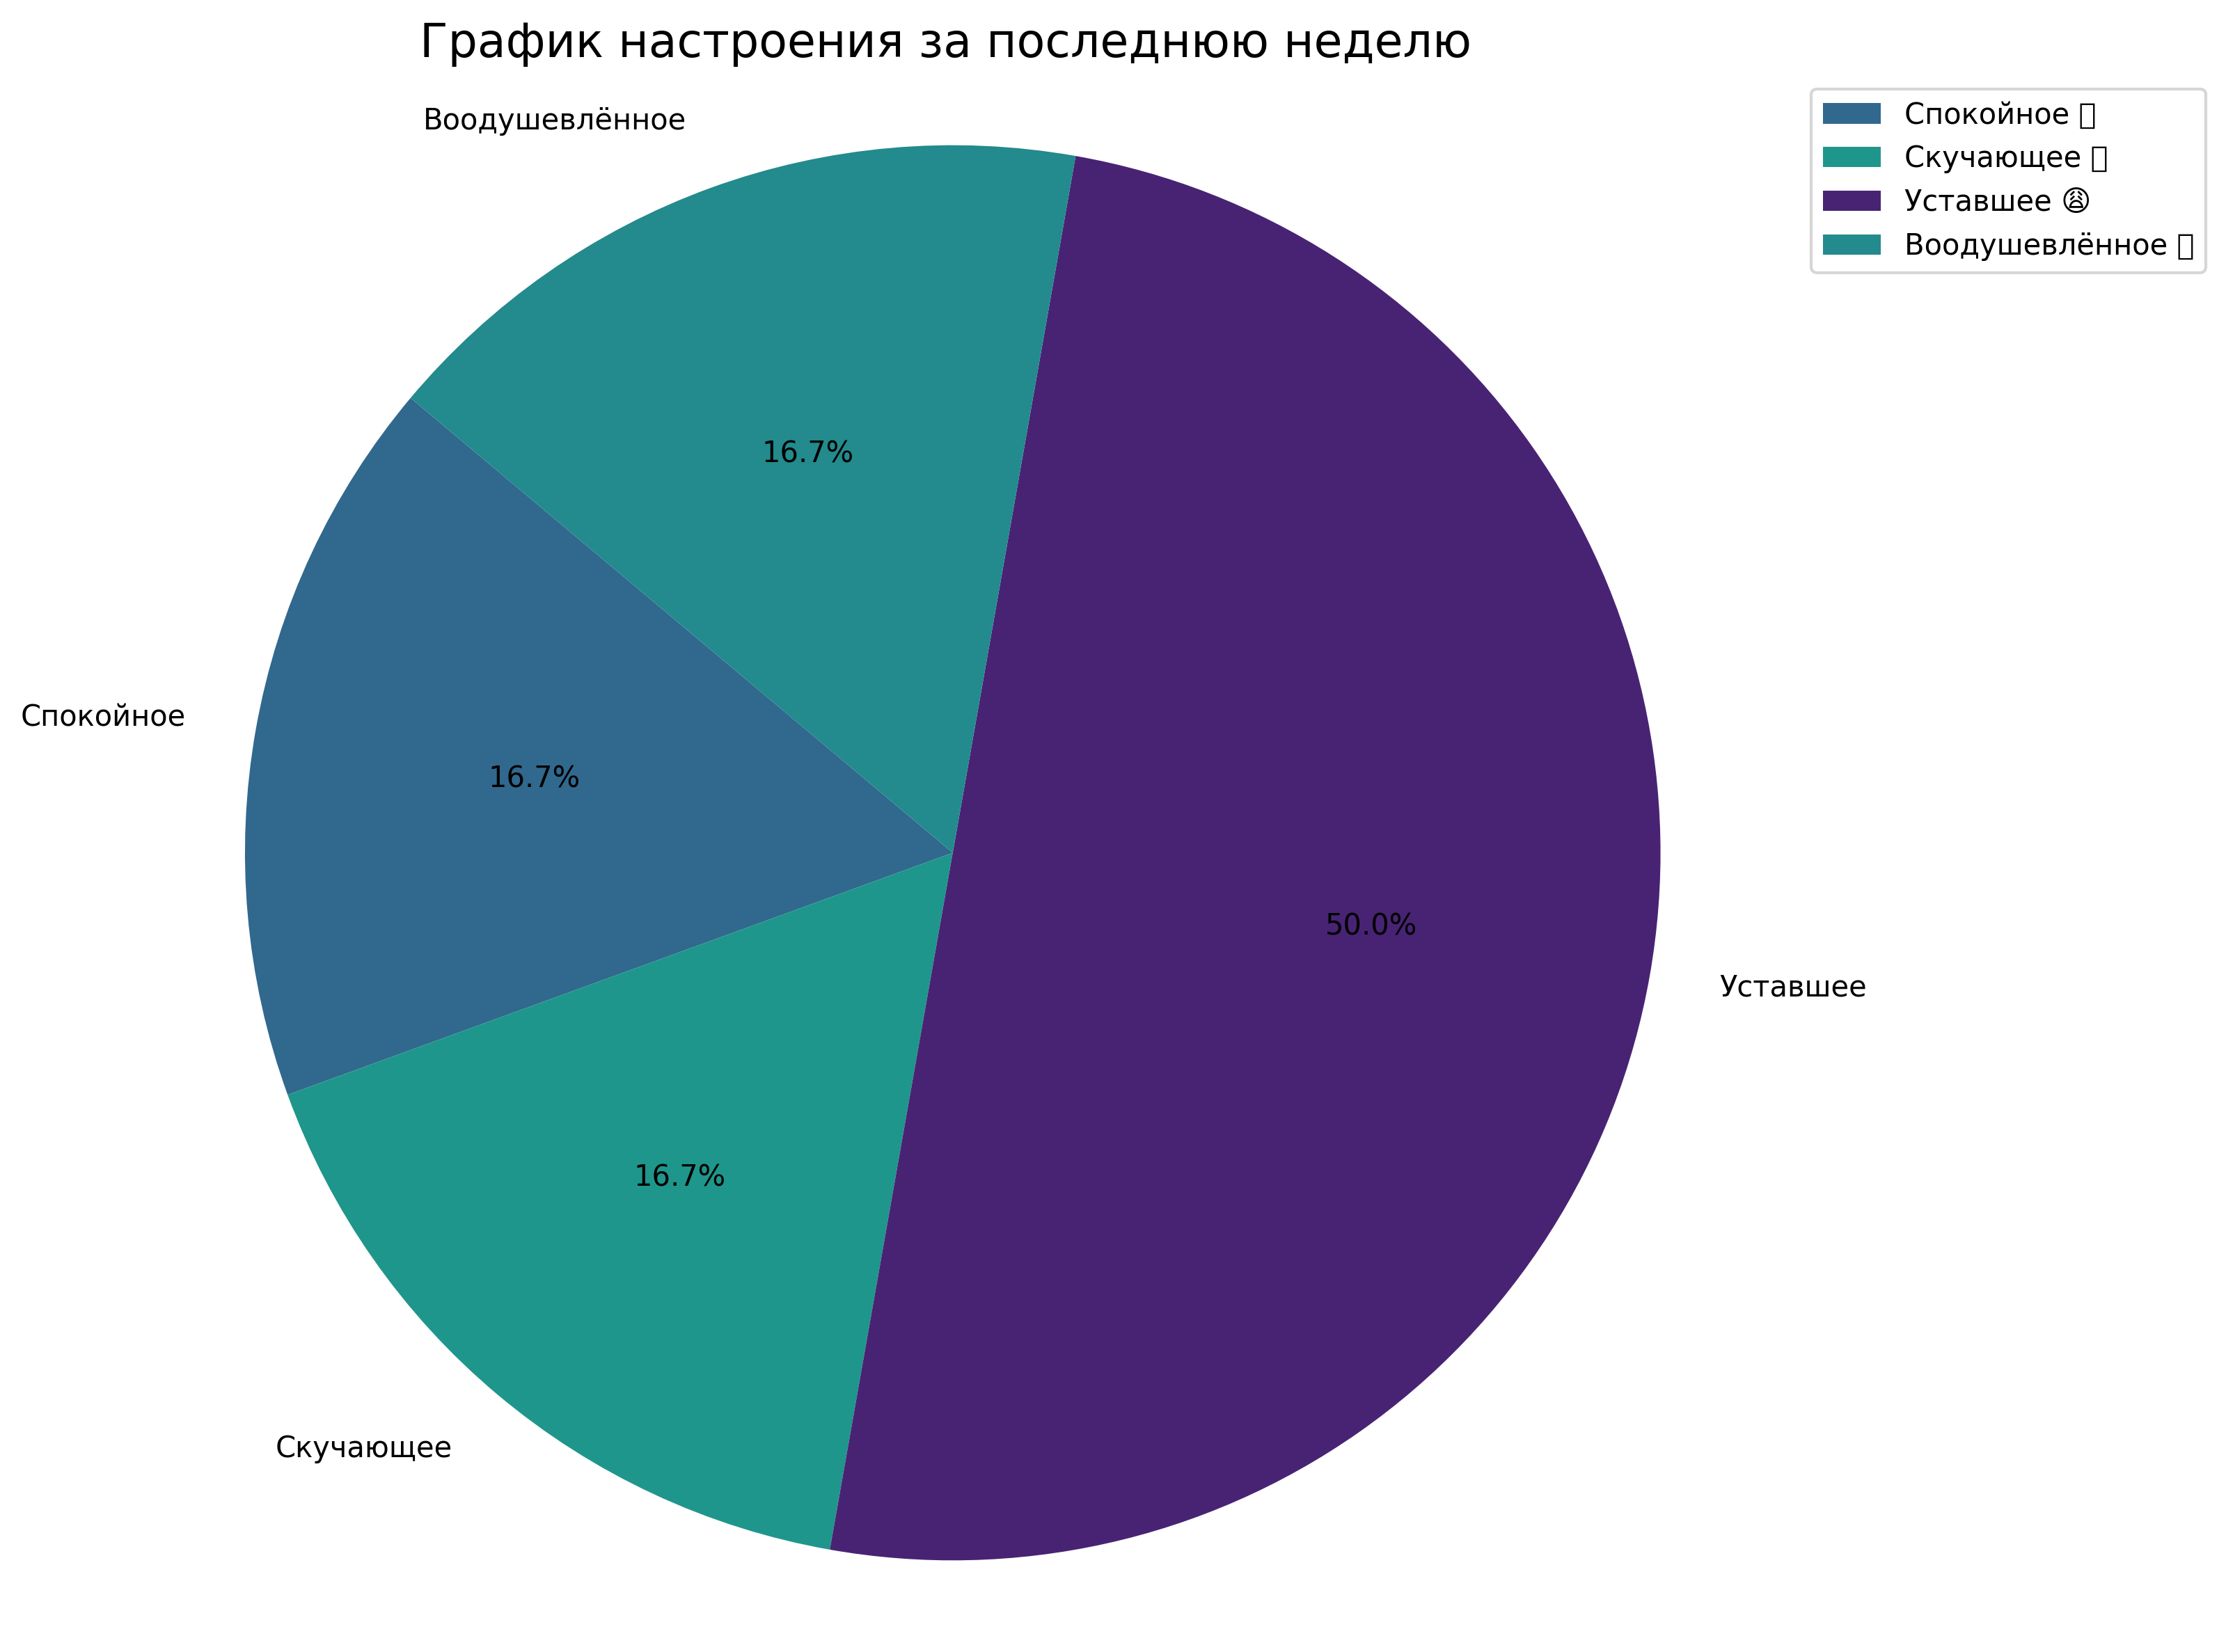 График настроения за последнюю неделю
Воодушевлённое
Спокойное
Скучающее
Уставшее
16.7%
16.7%
16.7%
50.0%
Спокойное
Скучающее
Уставшее 😩
Воодушевлённое